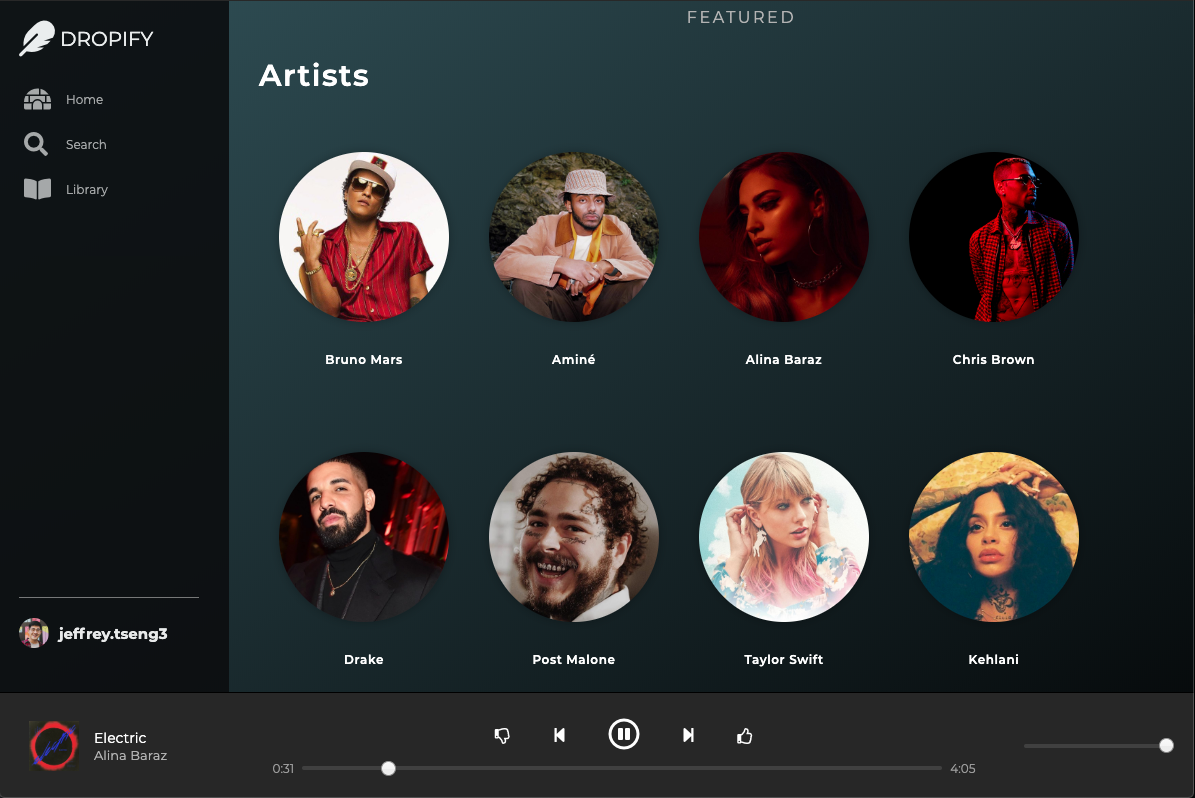 DROPIFY
Home
Search
Library
jeffrey.tseng3
FEATURED
Artists
Bruno Mars
Aminé
Alina Baraz
Chris Brown
Drake
Post Malone
Taylor Swift
Kehlani
Electric
Alina Baraz
0:31
4:05